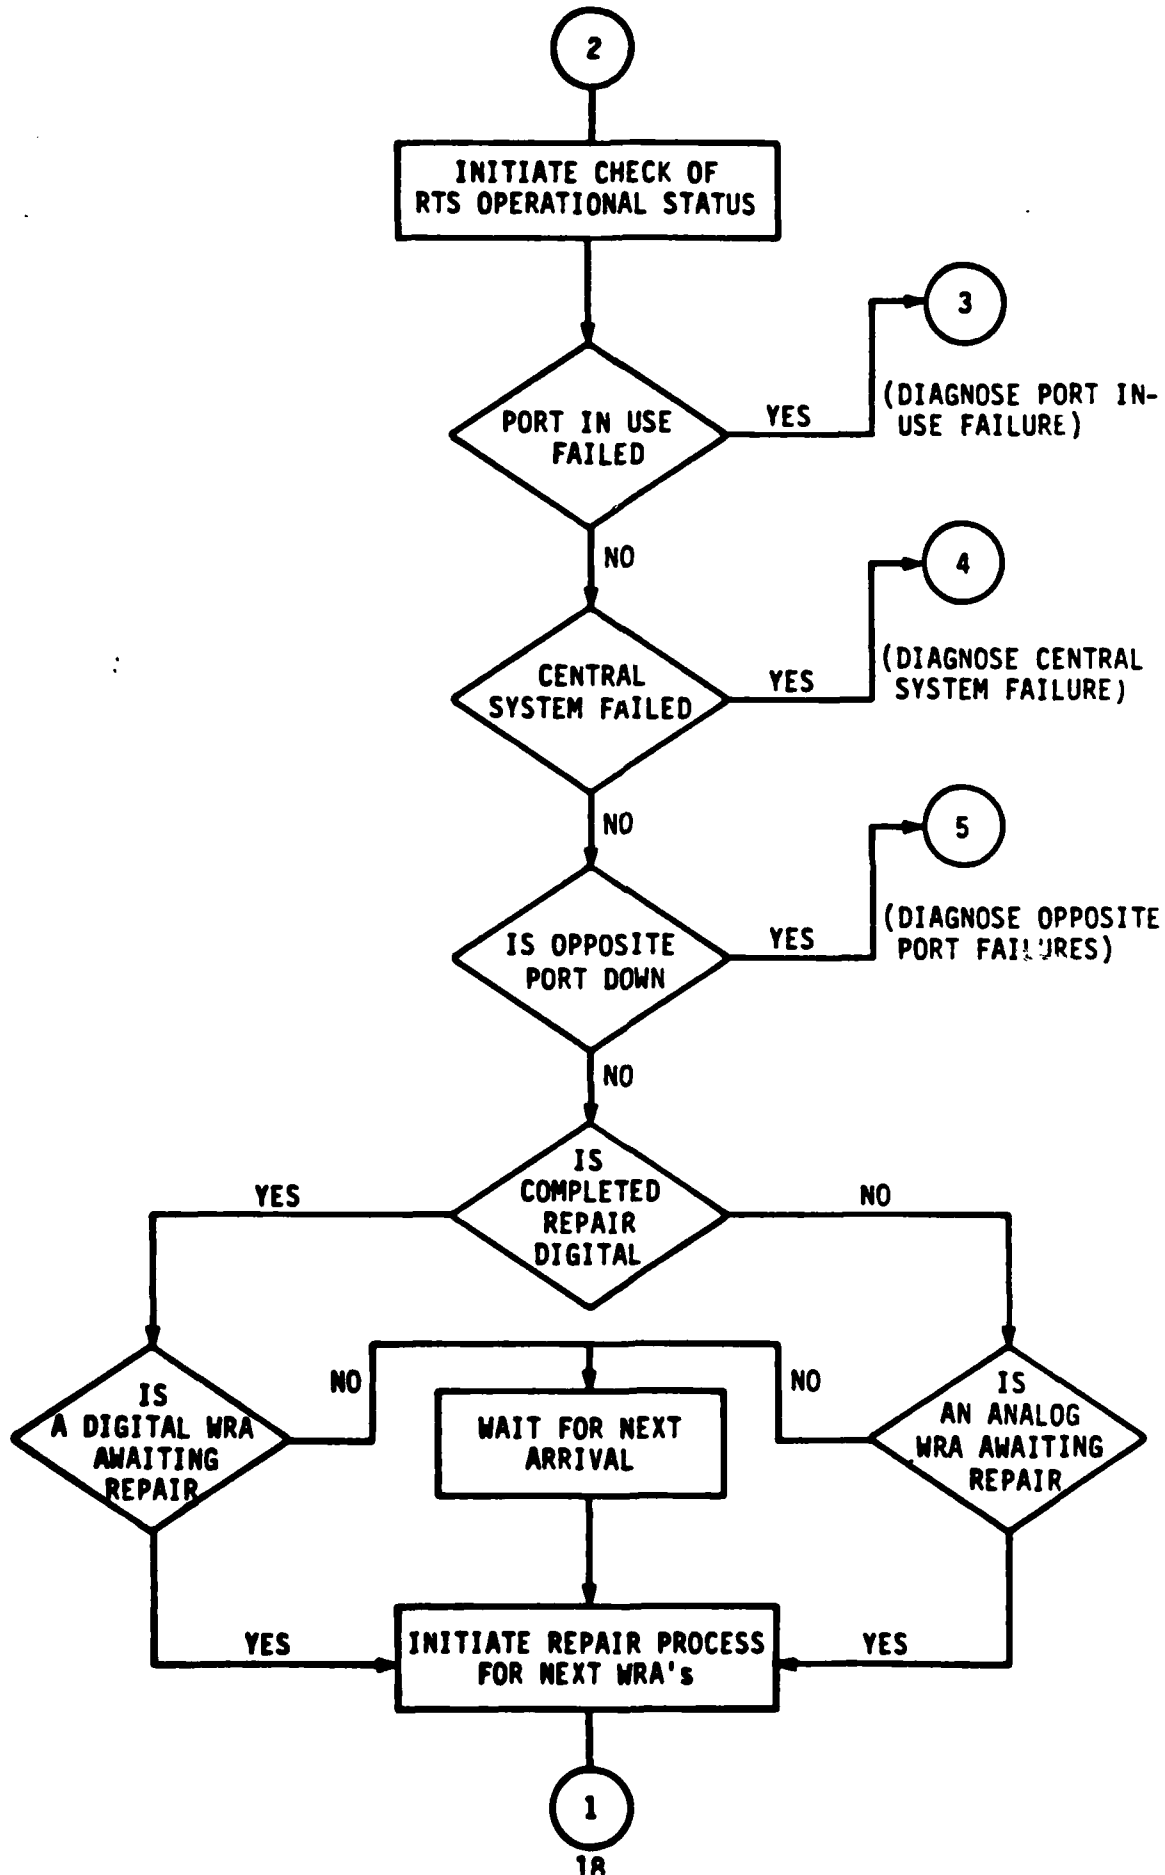 2
INITIATE CHECK OF
RTS OPERATIONAL STATUS
3
(DIAGNOSE PORT IN-
USE FAILURE)
YES
PORT IN USE
FAILED
NO
4
(DIAGNOSE CENTRAL
SYSTEM FAILURE)
YES
CENTRAL
SYSTEM FAILED
NO
5
(DIAGNOSE OPPOSITE
PORT FAILURES)
YES
IS OPPOSITE
PORT DOWN
NO
IS
COMPLETED
REPAIR
DIGITAL
YES
NO
IS
A DIGITAL WRA
AWAITING
REPAIR
NO
WAIT FOR NEXT
ARRIVAL
NO
IS
AN ANALOG
WRA AWAITING
REPAIR
YES
INITIATE REPAIR PROCESS
FOR NEXT WRA's
YES
1
18